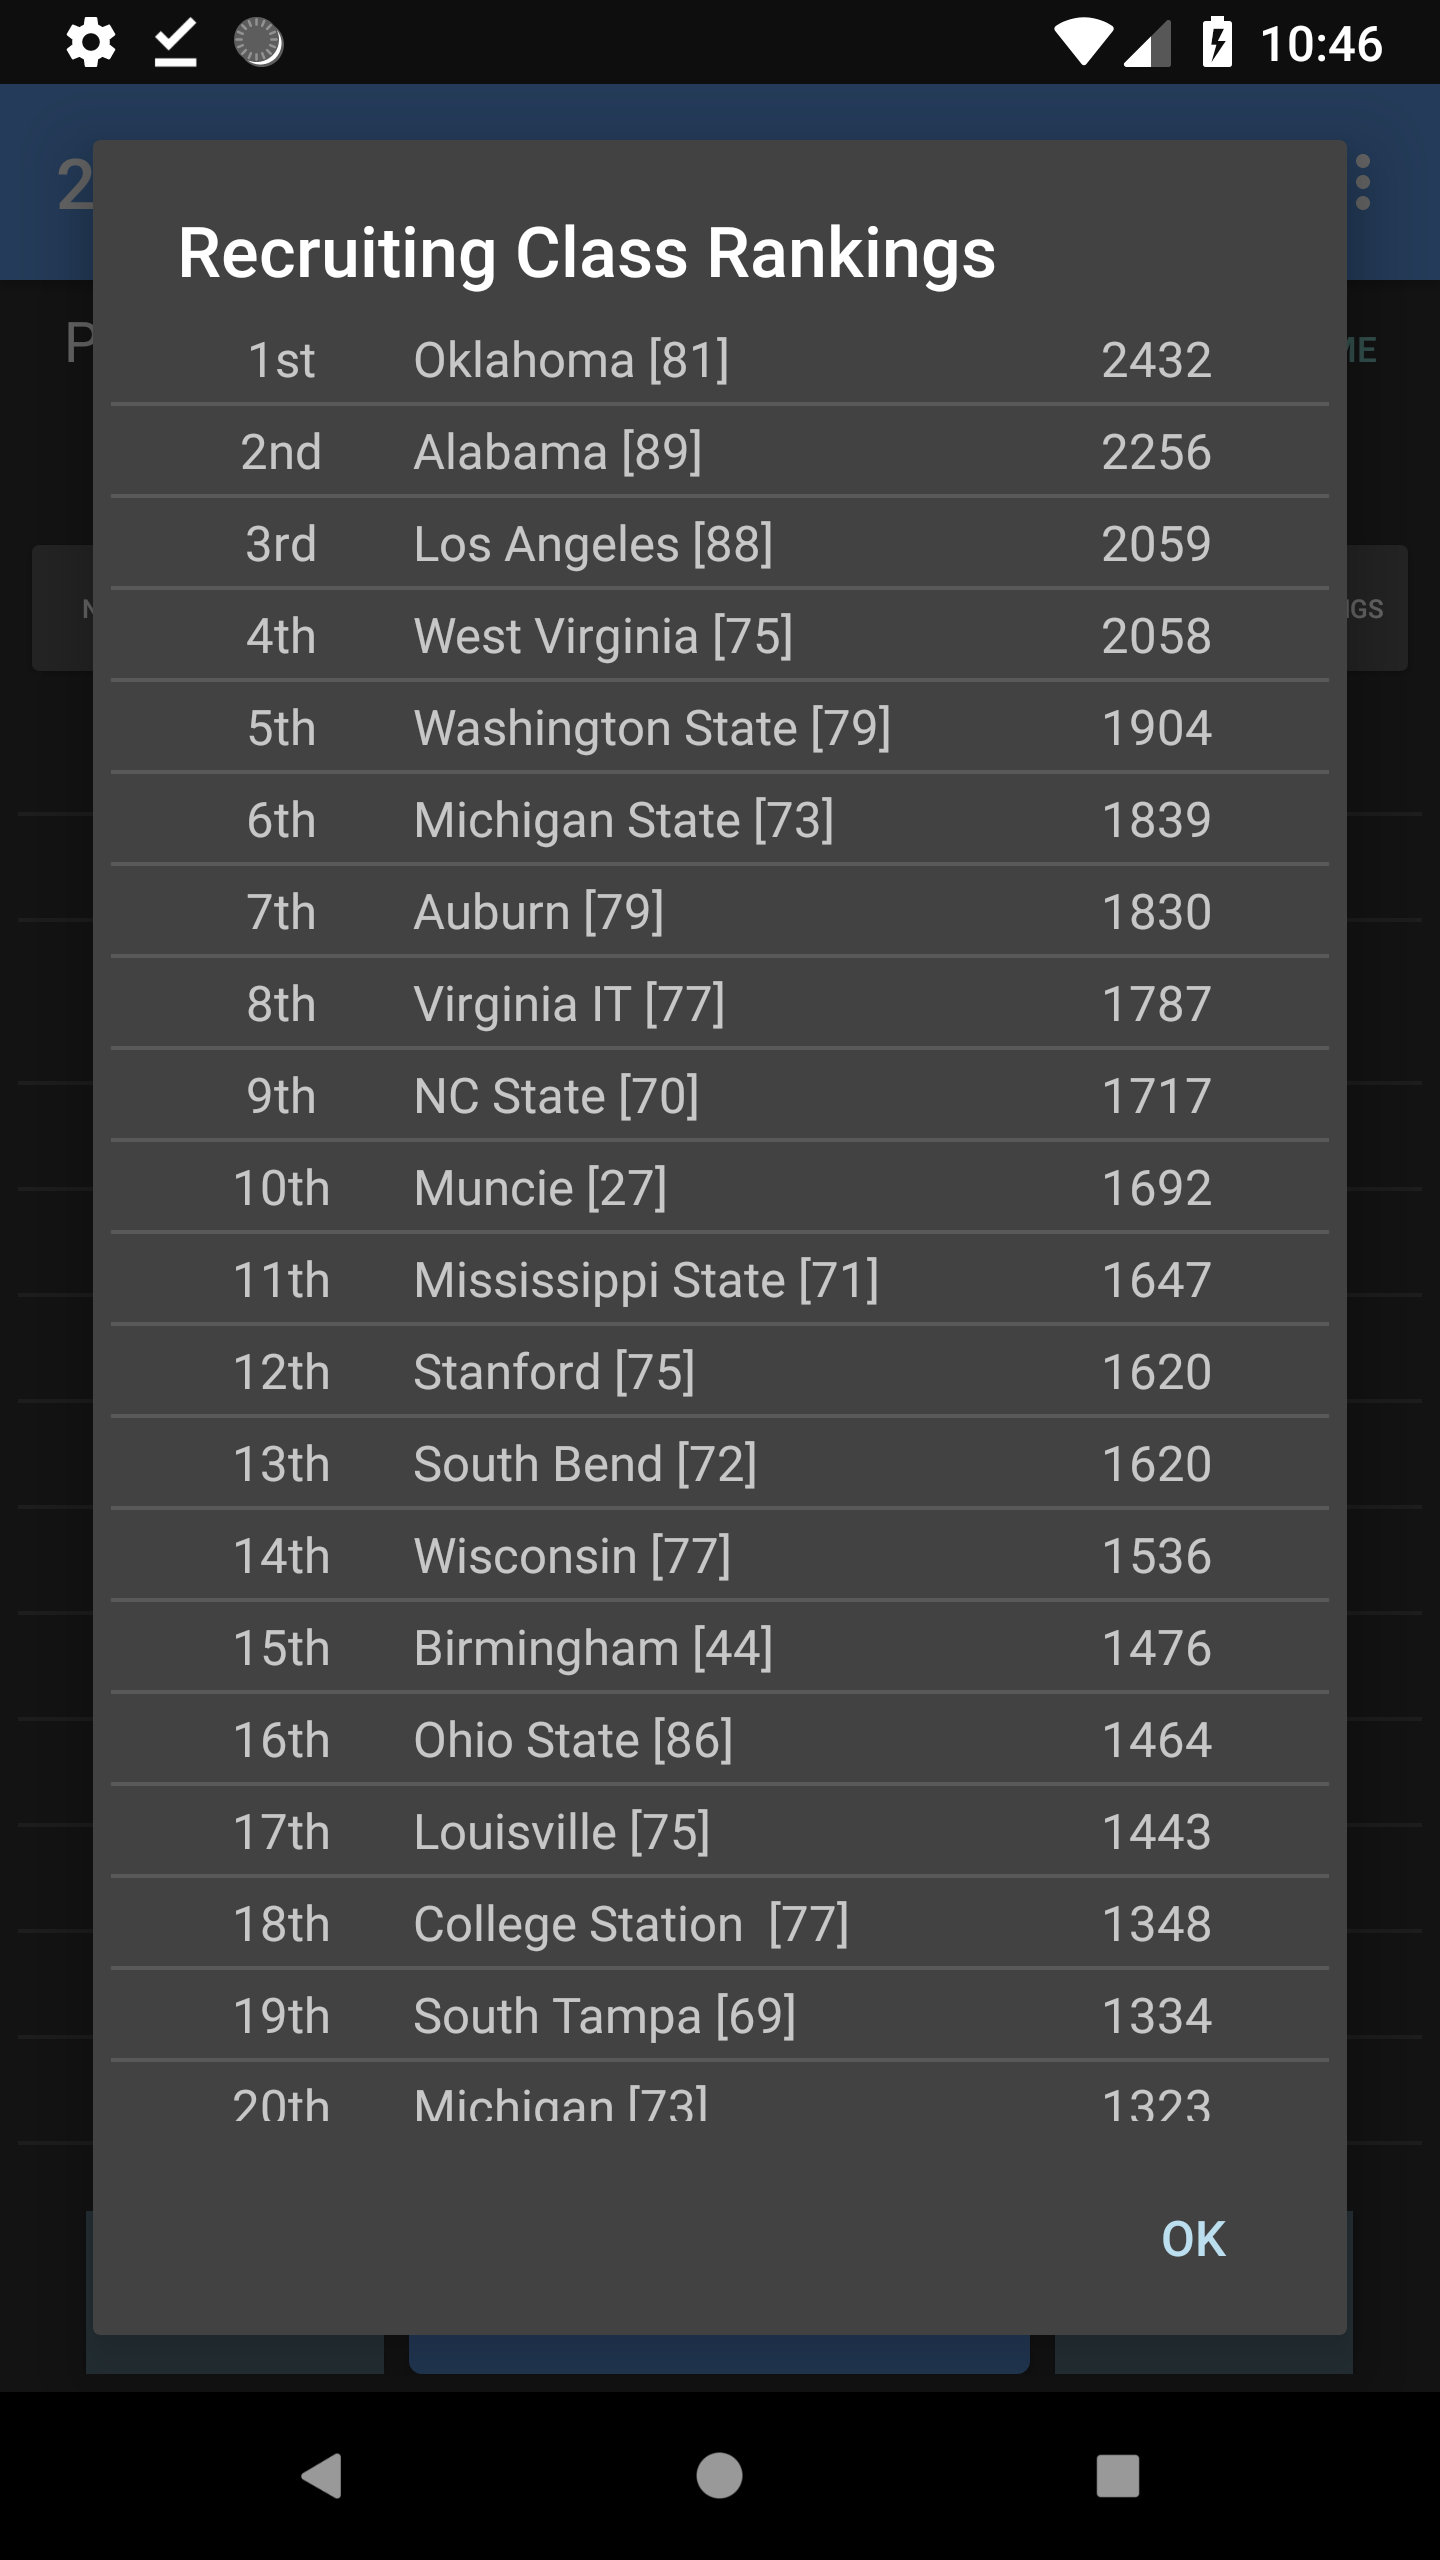 10:46
2
Recruiting Class Rankings
P
ME
1st Oklahoma [81] 2432
2nd Alabama [89] 2256
3rd Los Angeles [88] 2059
N
NGS
4th West Virginia [75] 2058
5th Washington State [79] 1904
6th Michigan State [73] 1839
7th Auburn [79] 1830
8th Virginia IT [77] 1787
9th NC State [70] 1717
10th Muncie [27] 1692
11th Mississippi State [71] 1647
12th Stanford [75] 1620
13th South Bend [72] 1620
14th Wisconsin [77] 1536
15th Birmingham [44] 1476
16th Ohio State [86] 1464
17th Louisville [75] 1443
18th College Station  [77] 1348
19th South Tampa [69] 1334
20th Michigan [73] 1323
OK